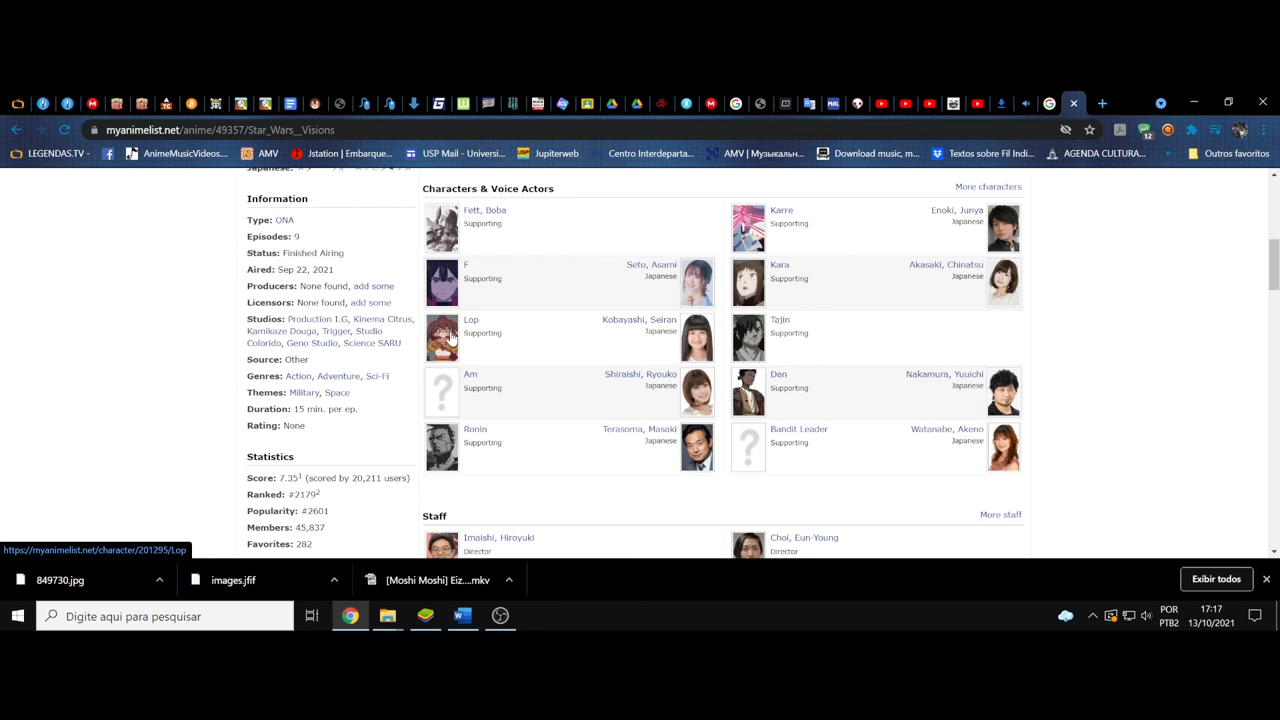 myanimelist.net/anime/49357/Star_Wars__Visions
12
LEGENDAS.TV -
AnimeMusicVideos...
AMV
Jstation | Embarque...
USP Mail - Universi...
Jupiterweb
Centro Interdeparta...
AMV | Музыкальн...
Download music, m...
Textos sobre Fil Indi...
AGENDA CULTURA...
»
Outros favoritos
Information
Type: ONA
Episodes: 9
Status: Finished Airing
Aired: Sep 22, 2021
Producers: None found, add some
Licensors: None found, add some
Studios: Production I.G, Kinema Citrus,
Kamikaze Douga, Trigger, Studio
Colorido, Geno Studio, Science SARU
Source: Other
Genres: Action, Adventure, Sci-Fi
Themes: Military, Space
Duration: 15 min. per ep.
Rating: None
Statistics
Score: 7.35¹ (scored by 20,211 users)
Ranked: #2179²
Popularity: #2601
Members: 45,837
Favorites: 282
Characters & Voice Actors
More characters
Fett, Boba
Supporting
Karre
Supporting
Enoki, Junya
Japanese
F
Supporting
Seto, Asami
Japanese
Kara
Supporting
Akasaki, Chinatsu
Japanese
Lop
Supporting
Kobayashi, Seiran
Japanese
Tajin
Supporting
Am
Supporting
Shiraishi, Ryouko
Japanese
Dan
Supporting
Nakamura, Yuuichi
Japanese
Ronin
Supporting
Terasoma, Masaki
Japanese
Bandit Leader
Supporting
Watanabe, Akeno
Japanese
Staff
More staff
Imaishi, Hiroyuki
Director
Choi, Eun-Young
Director
https://myanimelist.net/character/201295/Lop
849730.jpg
images.jfif
[Moshi Moshi] Eiz....mkv
Exibir todos
Digite aqui para pesquisar
POR
PTB2
17:17
13/10/2021